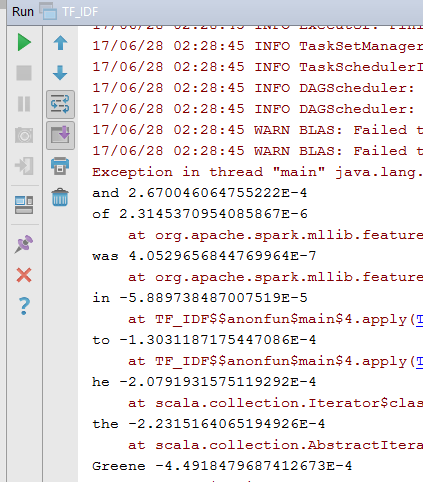 Run TF_IDF
17/06/28 02:28:45 INFO Executor:
17/06/28 02:28:45 INFO TaskSetManager
17/06/28 02:28:45 INFO TaskSchedulerI
17/06/28 02:28:45 INFO DAGScheduler:
17/06/28 02:28:45 INFO DAGScheduler:
17/06/28 02:28:45 WARN BLAS: Failed t
17/06/28 02:28:45 WARN BLAS: Failed t
Exception in thread "main" java.lang.
and 2.670046064755222E-4
of 2.3145370954085867E-6
at org.apache.spark.mllib.feature
was 4.0529656844769964E-7
at org.apache.spark.mllib.feature
in -5.889738487007519E-5
at TF_IDF$$anonfun$main$4.apply(T
to -1.3031187175447086E-4
at TF_IDF$$anonfun$main$4.apply(T
he -2.0791931575119292E-4
at scala.collection.Iterator$clas
the -2.2315164065194926E-4
at scala.collection.AbstractItera
Greene -4.4918479687412673E-4